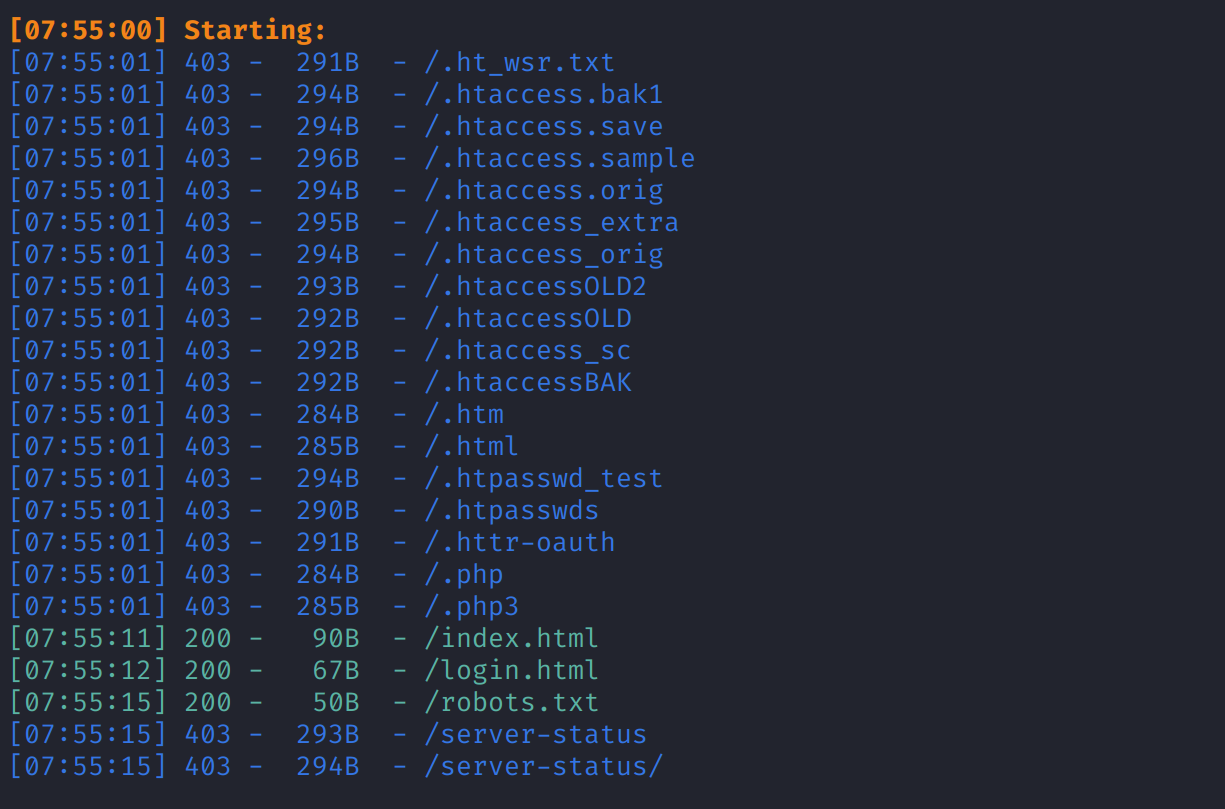 [07:55:00] Starting:
[07:55:01] 403 -  291B  - /.ht_wsr.txt
[07:55:01] 403 -  294B  - /.htaccess.bak1
[07:55:01] 403 -  294B  - /.htaccess.save
[07:55:01] 403 -  296B  - /.htaccess.sample
[07:55:01] 403 -  294B  - /.htaccess.orig
[07:55:01] 403 -  295B  - /.htaccess_extra
[07:55:01] 403 -  294B  - /.htaccess_orig
[07:55:01] 403 -  293B  - /.htaccessOLD2
[07:55:01] 403 -  292B  - /.htaccessOLD
[07:55:01] 403 -  292B  - /.htaccess_sc
[07:55:01] 403 -  292B  - /.htaccessBAK
[07:55:01] 403 -  284B  - /.htm
[07:55:01] 403 -  285B  - /.html
[07:55:01] 403 -  294B  - /.htpasswd_test
[07:55:01] 403 -  290B  - /.htpasswds
[07:55:01] 403 -  291B  - /.httr-oauth
[07:55:01] 403 -  284B  - /.php
[07:55:01] 403 -  285B  - /.php3
[07:55:11] 200 -   90B  - /index.html
[07:55:12] 200 -   67B  - /login.html
[07:55:15] 200 -   50B  - /robots.txt
[07:55:15] 403 -  293B  - /server-status
[07:55:15] 403 -  294B  - /server-status/